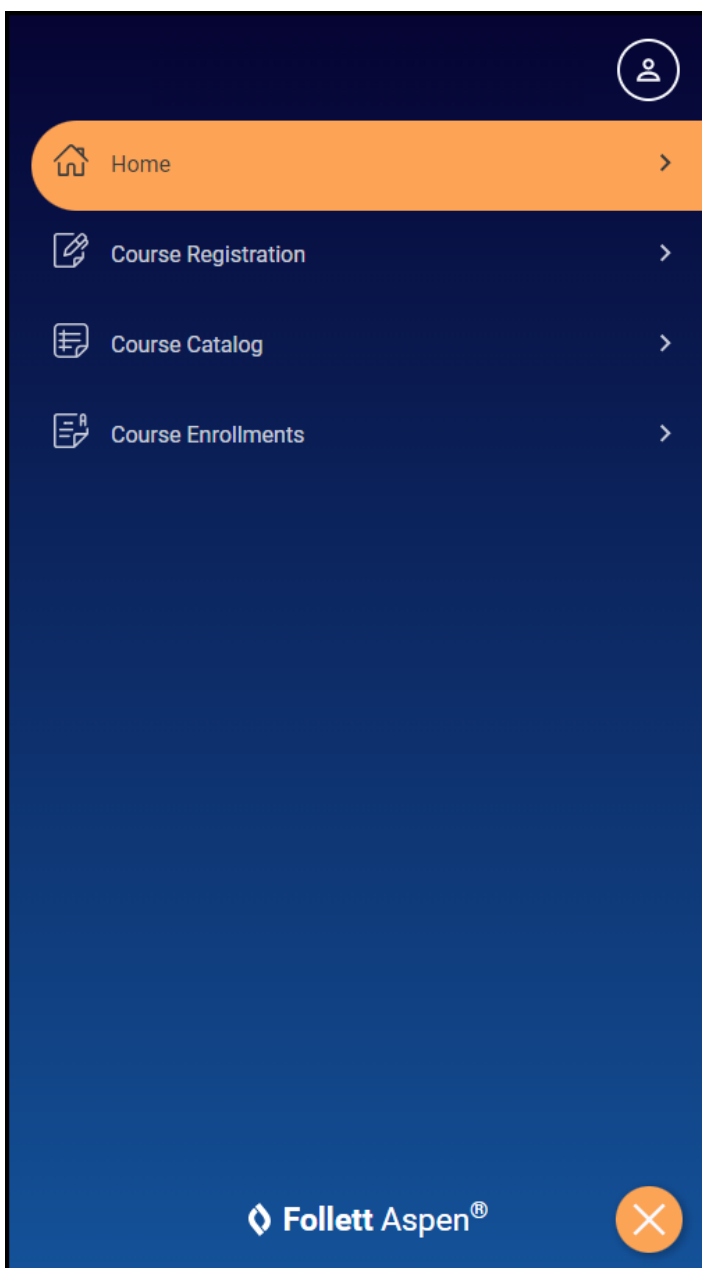 Home
Course Registration
Course Catalog
Course Enrollments
Follett Aspen®